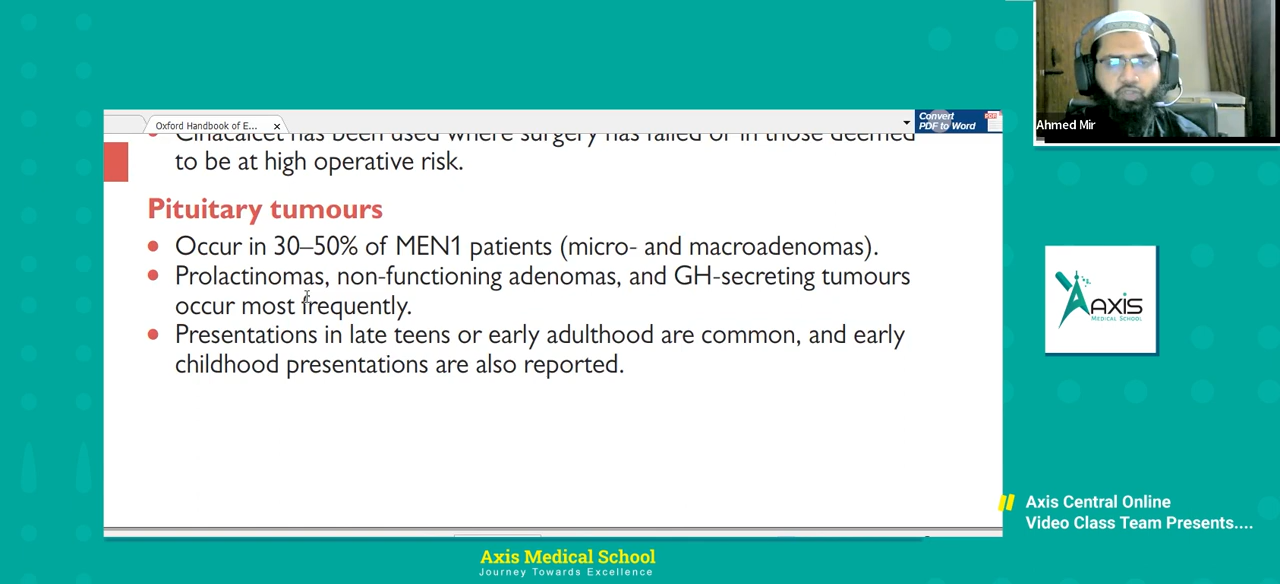 Oxford Handbook of E...
Convert
PDF to Word
PDF
Ahmed Mir
Cinacalcet has been used where surgery has failed or in those deemed
to be at high operative risk.
Pituitary tumours
• Occur in 30–50% of MEN1 patients (micro- and macroadenomas).
• Prolactinomas, non-functioning adenomas, and GH-secreting tumours
occur most frequently.
• Presentations in late teens or early adulthood are common, and early
childhood presentations are also reported.
AXIS
MEDICAL SCHOOL
Axis Central Online
Video Class Team Presents....
Axis Medical School
Journey Towards Excellence